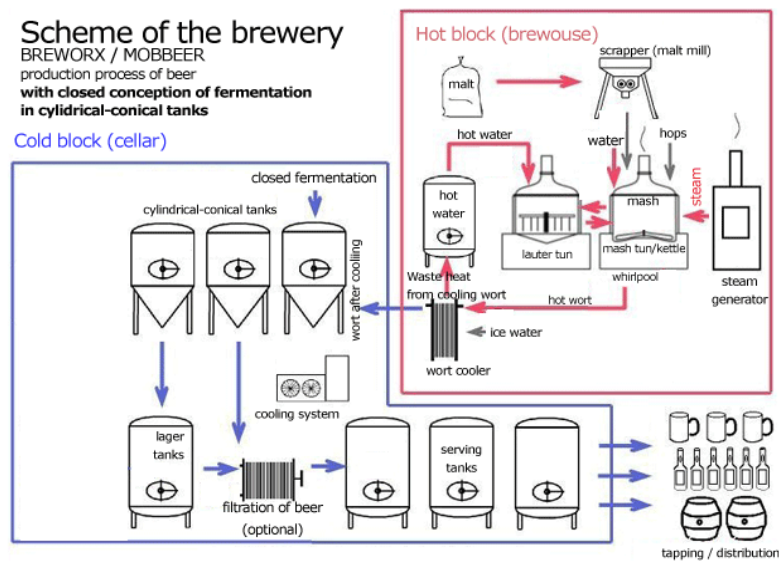 Scheme of the brewery
BREWORX / MOBBEER
production process of beer
with closed conception of fermentation
in cylidrical-conical tanks
Cold block (cellar)
Hot block (brewouse)
scrapper (malt mill)
malt
hot water
water
hops
steam
hot
water
mash
lauter tun
mash tun/kettle
whirlpool
steam
generator
Waste heat
from cooling wort
hot wort
ice water
wort cooler
closed fermentation
cylindrical-conical tanks
wort after cooliing
cooling system
lager
tanks
filtration of beer
(optional)
serving
tanks
tapping / distribution